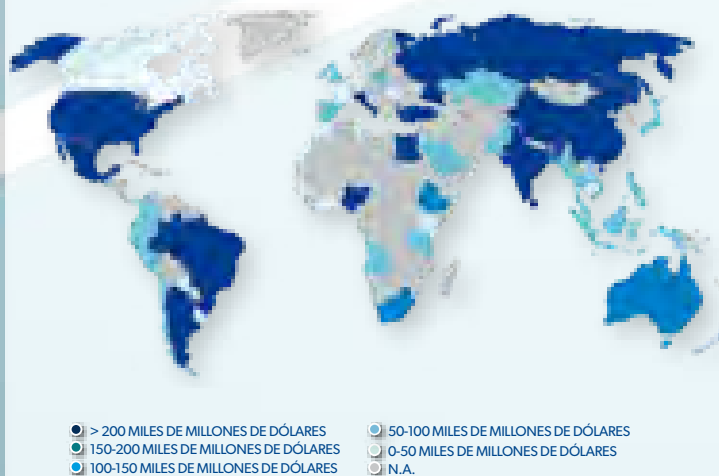 > 200 MILES DE MILLONES DE DÓLARES
150-200 MILES DE MILLONES DE DÓLARES
100-150 MILES DE MILLONES DE DÓLARES
50-100 MILES DE MILLONES DE DÓLARES
0-50 MILES DE MILLONES DE DÓLARES
N.A.